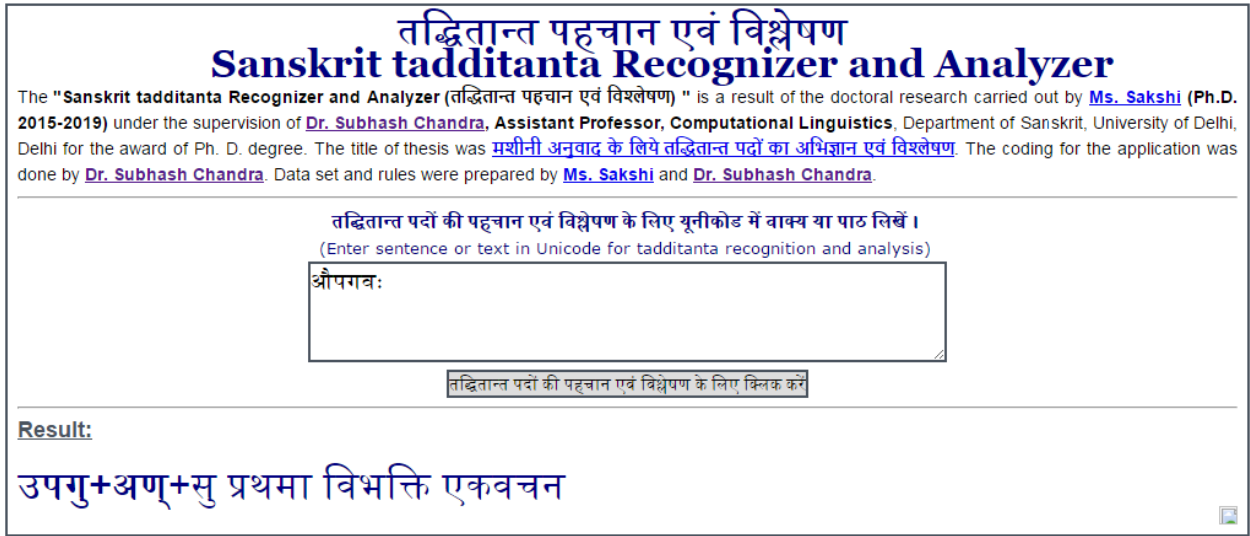 तद्धितान्त पहचान एवं विश्लेषण
Sanskrit tadditanta Recognizer and Analyzer
The "Sanskrit tadditanta Recognizer and Analyzer (तद्धितान्त पहचान एवं विश्लेषण) " is a result of the doctoral research carried out by Ms. Sakshi (Ph.D.
2015-2019) under the supervision of Dr. Subhash Chandra, Assistant Professor, Computational Linguistics, Department of Sanskrit, University of Delhi,
Delhi for the award of Ph. D. degree. The title of thesis was मशीनी अनुवाद के लिये तद्धितान्त पदों का अभिज्ञान एवं विश्लेषण. The coding for the application was
done by Dr. Subhash Chandra. Data set and rules were prepared by Ms. Sakshi and Dr. Subhash Chandra.
तद्धितान्त पदों की पहचान एवं विश्लेषण के लिए यूनीकोड में वाक्य या पाठ लिखें ।
(Enter sentence or text in Unicode for tadditanta recognition and analysis)
औपगवः
तद्धितान्त पदों की पहचान एवं विश्लेषण के लिए क्लिक करें
Result:
उपगु+अण्+सु प्रथमा विभक्ति एकवचन